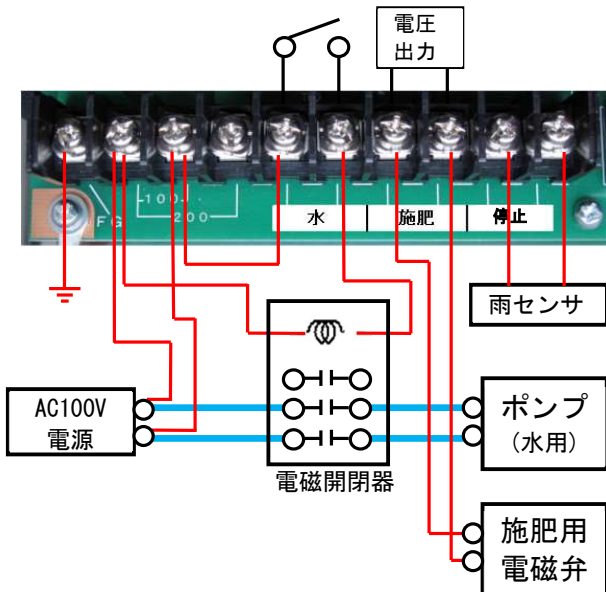 電圧
出力
FG
100
200
水
施肥
停止
雨センサ
AC100V
電源
ポンプ
(水用)
電磁開閉器
施肥用
電磁弁